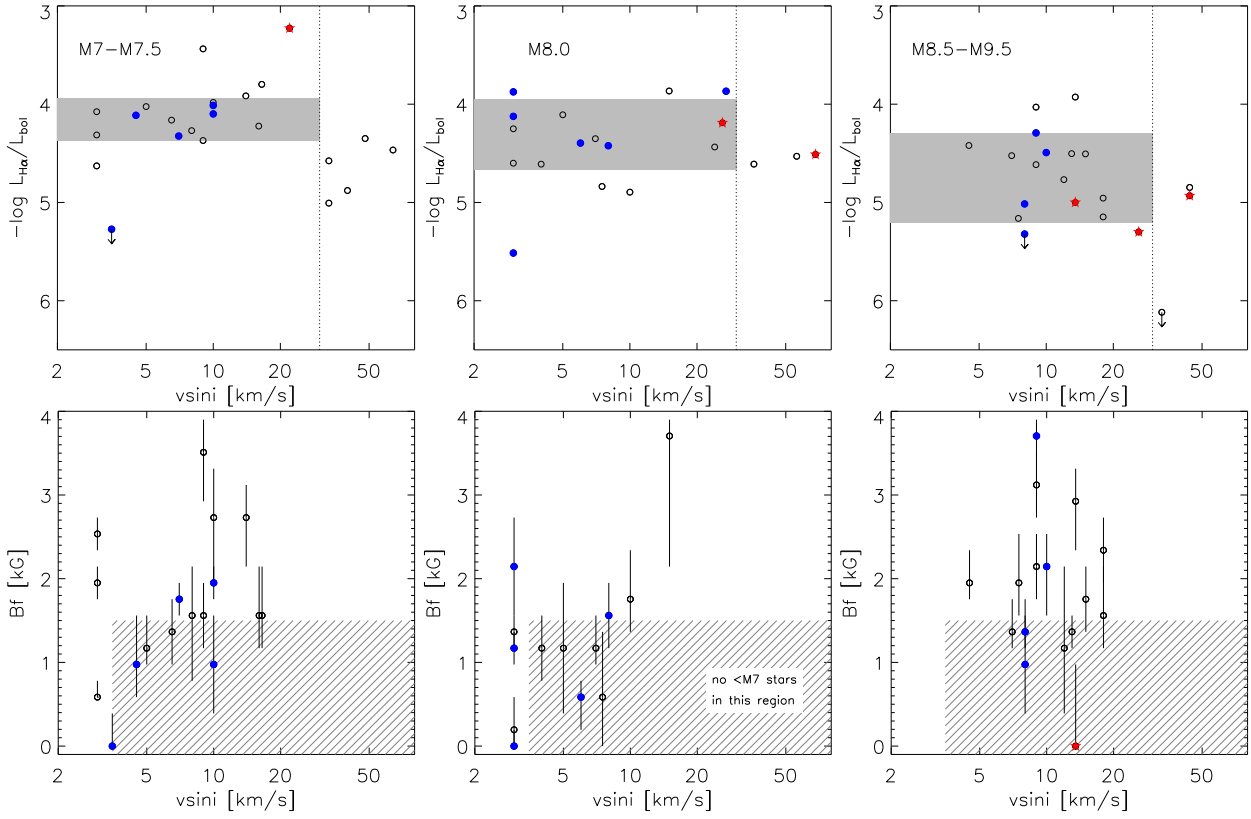 M7−M7.5
3
4
5
6
−log L_Hα/L_bol
2 5 10 20 50
vsini [km/s]
M8.0
3
4
5
6
−log L_Hα/L_bol
2 5 10 20 50
vsini [km/s]
M8.5−M9.5
3
4
5
6
−log L_Hα/L_bol
2 5 10 20 50
vsini [km/s]
4
3
2
1
0
Bf [kG]
2 5 10 20 50
vsini [km/s]
4
3
2
1
0
Bf [kG]
no <M7 stars
in this region
2 5 10 20 50
vsini [km/s]
4
3
2
1
0
Bf [kG]
2 5 10 20 50
vsini [km/s]